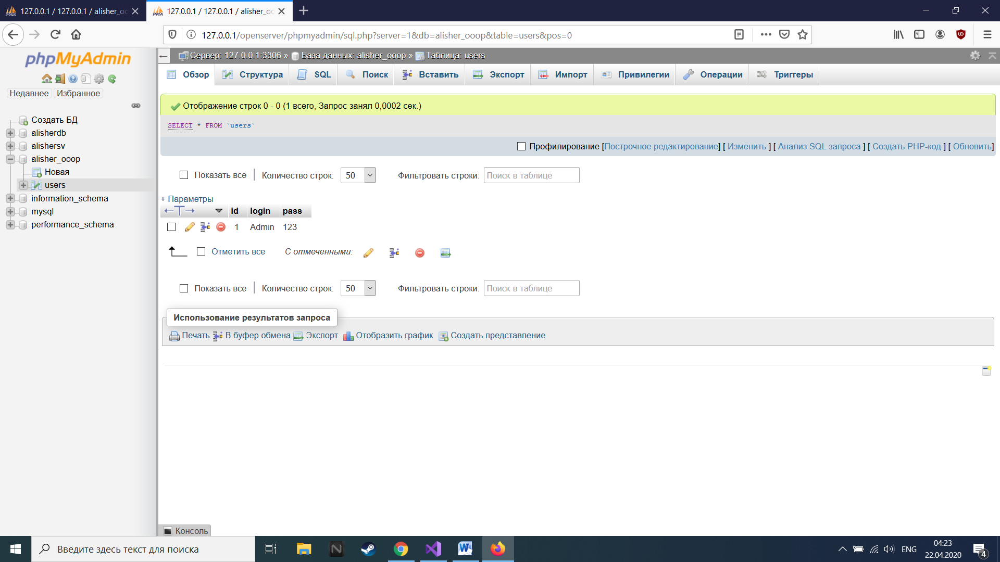 127.0.0.1 / 127.0.0.1 / alisher_oo
127.0.0.1 / 127.0.0.1 / alisher_oo
127.0.0.1/openserver/phpmyadmin/sql.php?server=1&db=alisher_ooop&table=users&pos=0
phpMyAdmin
Недавнее Избранное
Создать БД
alisherdb
alishersv
alisher_ooop
Новая
users
information_schema
mysql
performance_schema
Сервер: 127.0.0.1:3306 » База данных: alisher_ooop » Таблица: users
Обзор Структура SQL Поиск Вставить Экспорт Импорт Привилегии Операции Триггеры
Отображение строк 0 - 0 (1 всего, Запрос занял 0,0002 сек.)
SELECT * FROM `users`
Профилирование [Построчное редактирование] [ Изменить ] [ Анализ SQL запроса ] [ Создать PHP-код ] [ Обновить]
Показать все | Количество строк: 50 Фильтровать строки: Поиск в таблице
+ Параметры
←T→ id login pass
1 Admin 123
Отметить все С отмеченными:
Показать все | Количество строк: 50 Фильтровать строки: Поиск в таблице
Использование результатов запроса
Печать В буфер обмена Экспорт Отобразить график Создать представление
Консоль
Введите здесь текст для поиска
ENG
04:23
22.04.2020
4